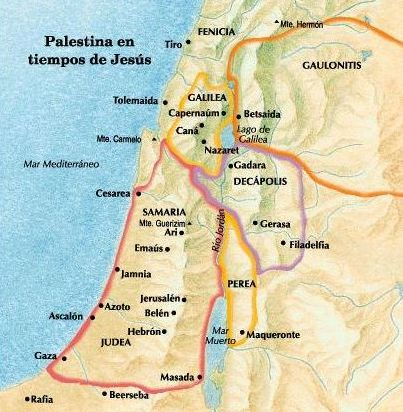 Palestina en
tiempos de Jesús
FENICIA
Mte. Hermón
Tiro
GAULONITIS
Tolemaida
GALILEA
Capernaúm
Betsaida
Caná
Lago de
Galilea
Mte. Carmelo
Nazaret
Mar Mediterráneo
Gadara
DECÁPOLIS
Cesarea
SAMARIA
Mte. Guerizim
Ari
Gerasa
Río Jordán
Emaús
Filadelfia
Jamnia
PEREA
Jerusalén
Azoto
Belén
Ascalón
Hebrón
Mar
Muerto
Maqueronte
JUDEA
Gaza
Masada
Beerseba
Rafia